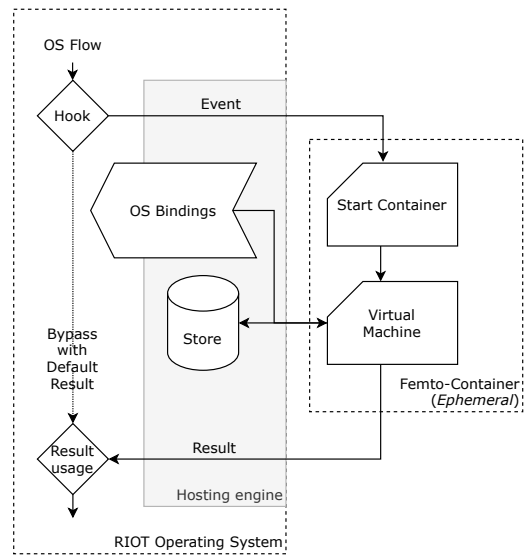 OS Flow
Hook
Event
OS Bindings
Start Container
Store
Virtual
Machine
Bypass
with
Default
Result
Femto-Container
(Ephemeral)
Result
usage
Result
Hosting engine
RIOT Operating System